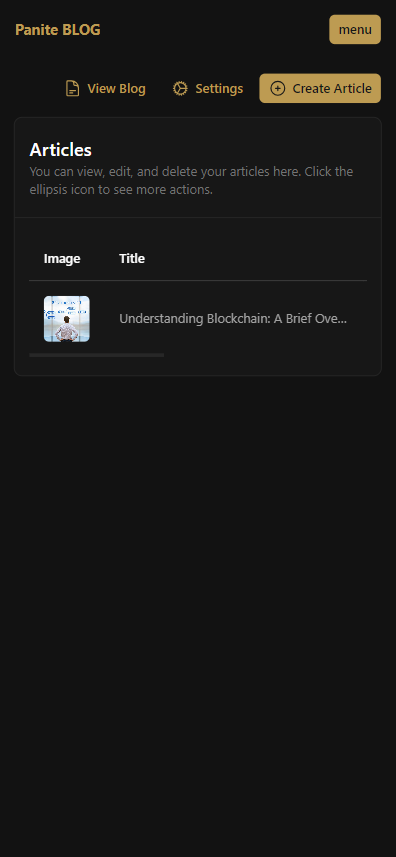 Panite BLOG
menu
View Blog
Settings
Create Article
Articles
You can view, edit, and delete your articles here. Click the
ellipsis icon to see more actions.
Image Title
Understanding Blockchain: A Brief Ove...